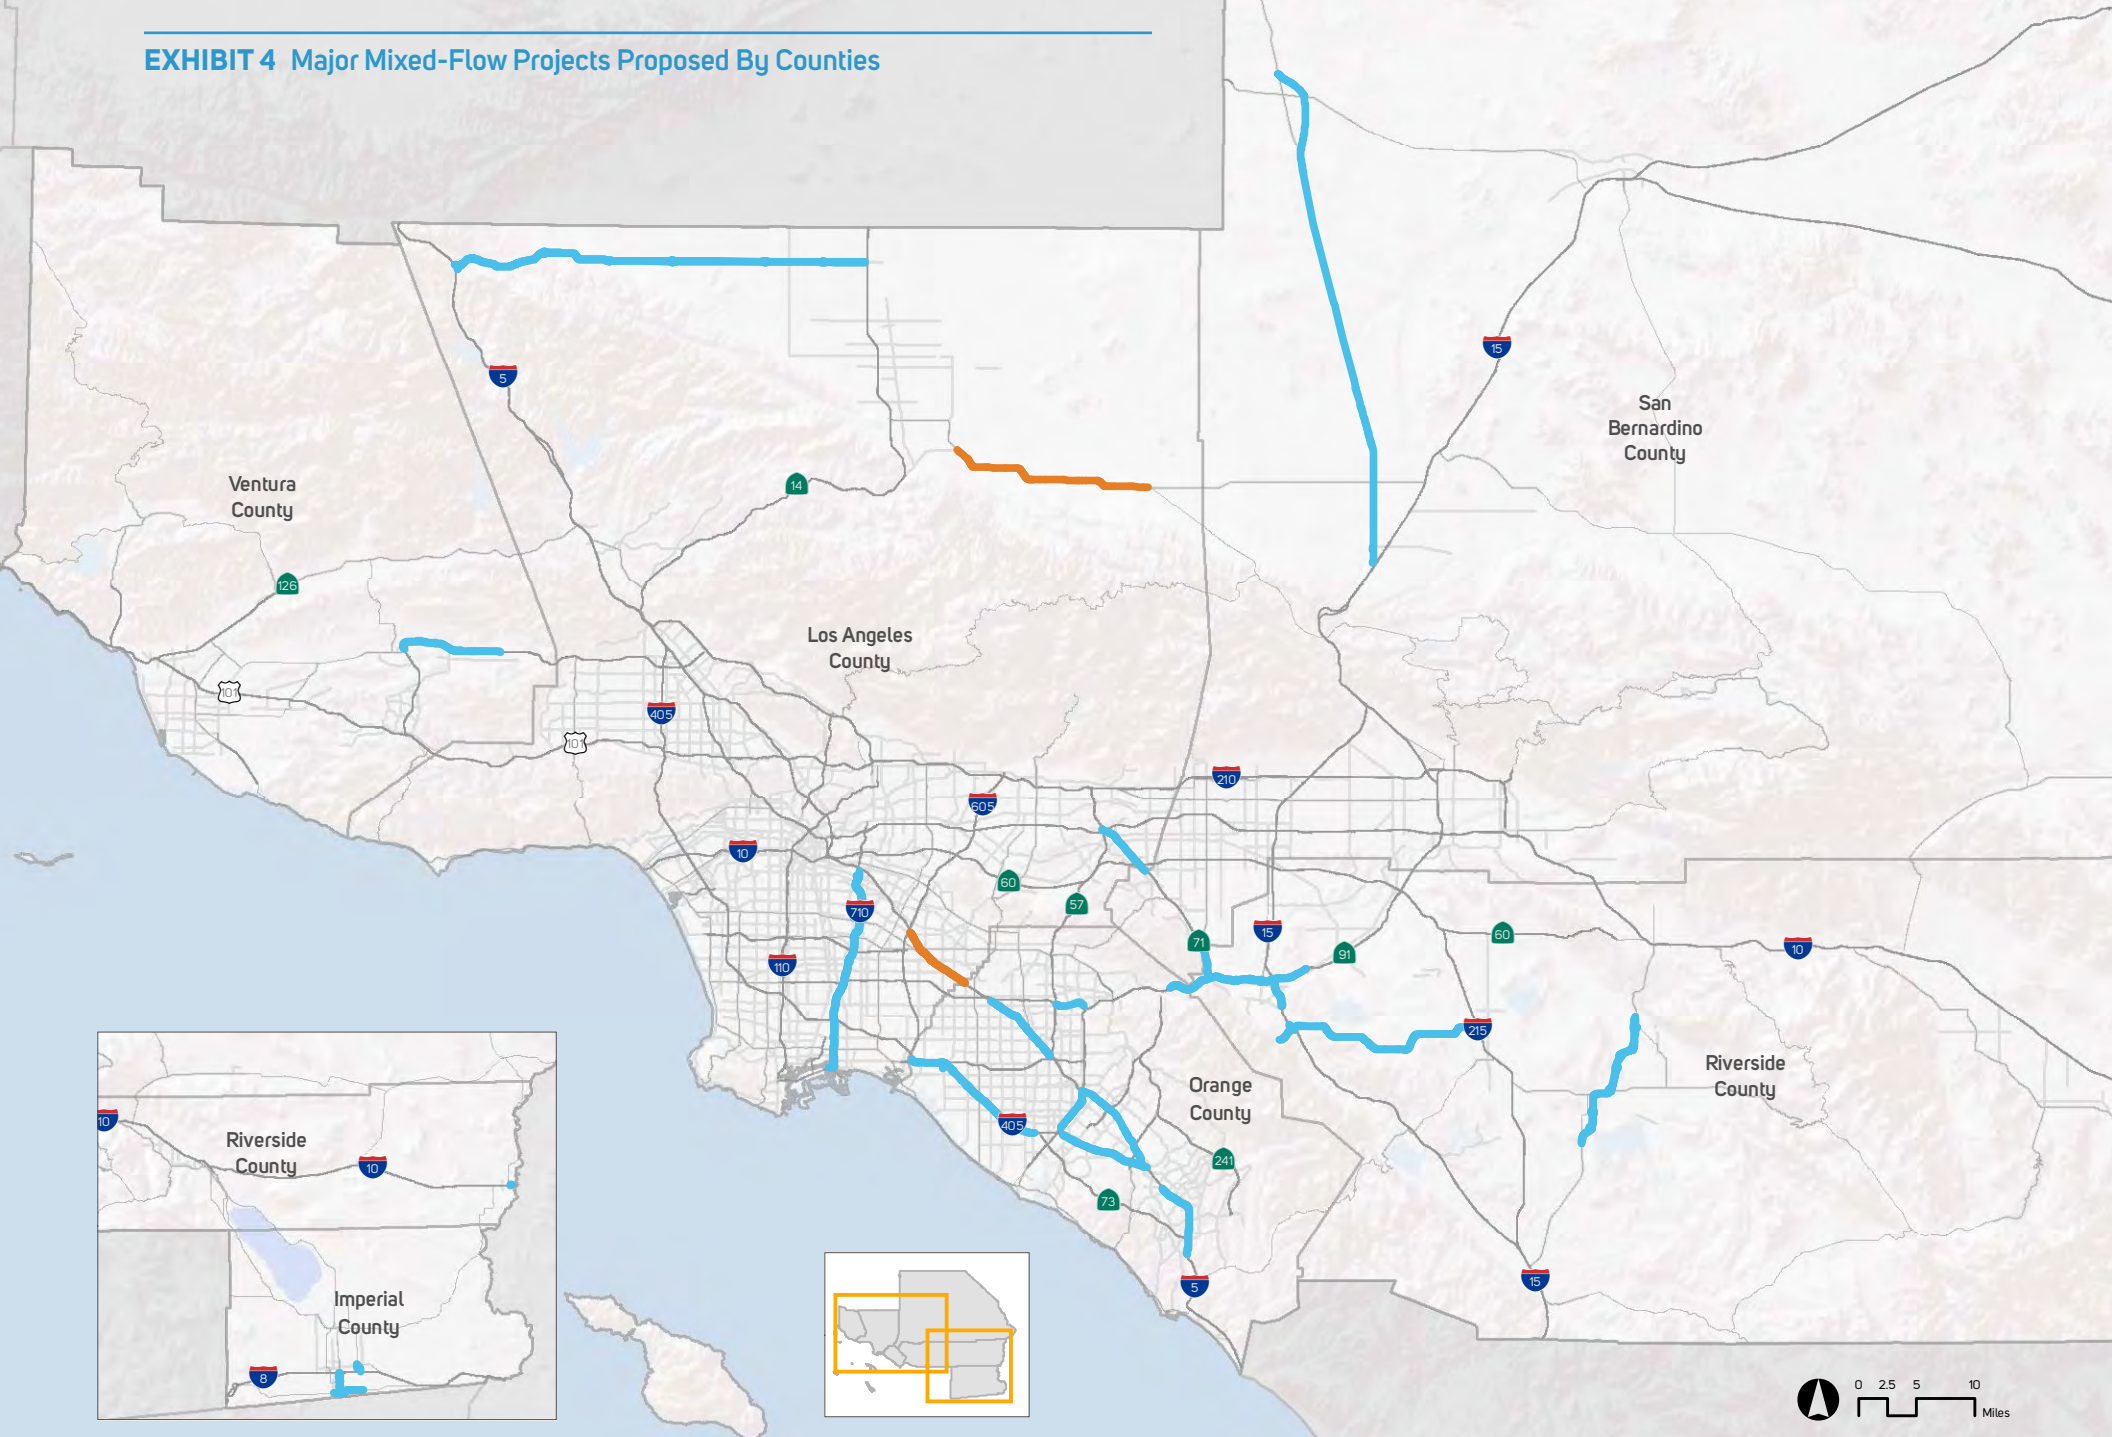 EXHIBIT 4 Major Mixed-Flow Projects Proposed By Counties
15
5
San
Bernardino
County
Ventura
County
14
126
Los Angeles
County
101
405
101
210
605
10
60
57
710
71
15
91
60
10
110
215
Riverside
County
Orange
County
405
241
73
5
15
10
Riverside
County
10
Imperial
County
8
0 2.5 5 10
Miles